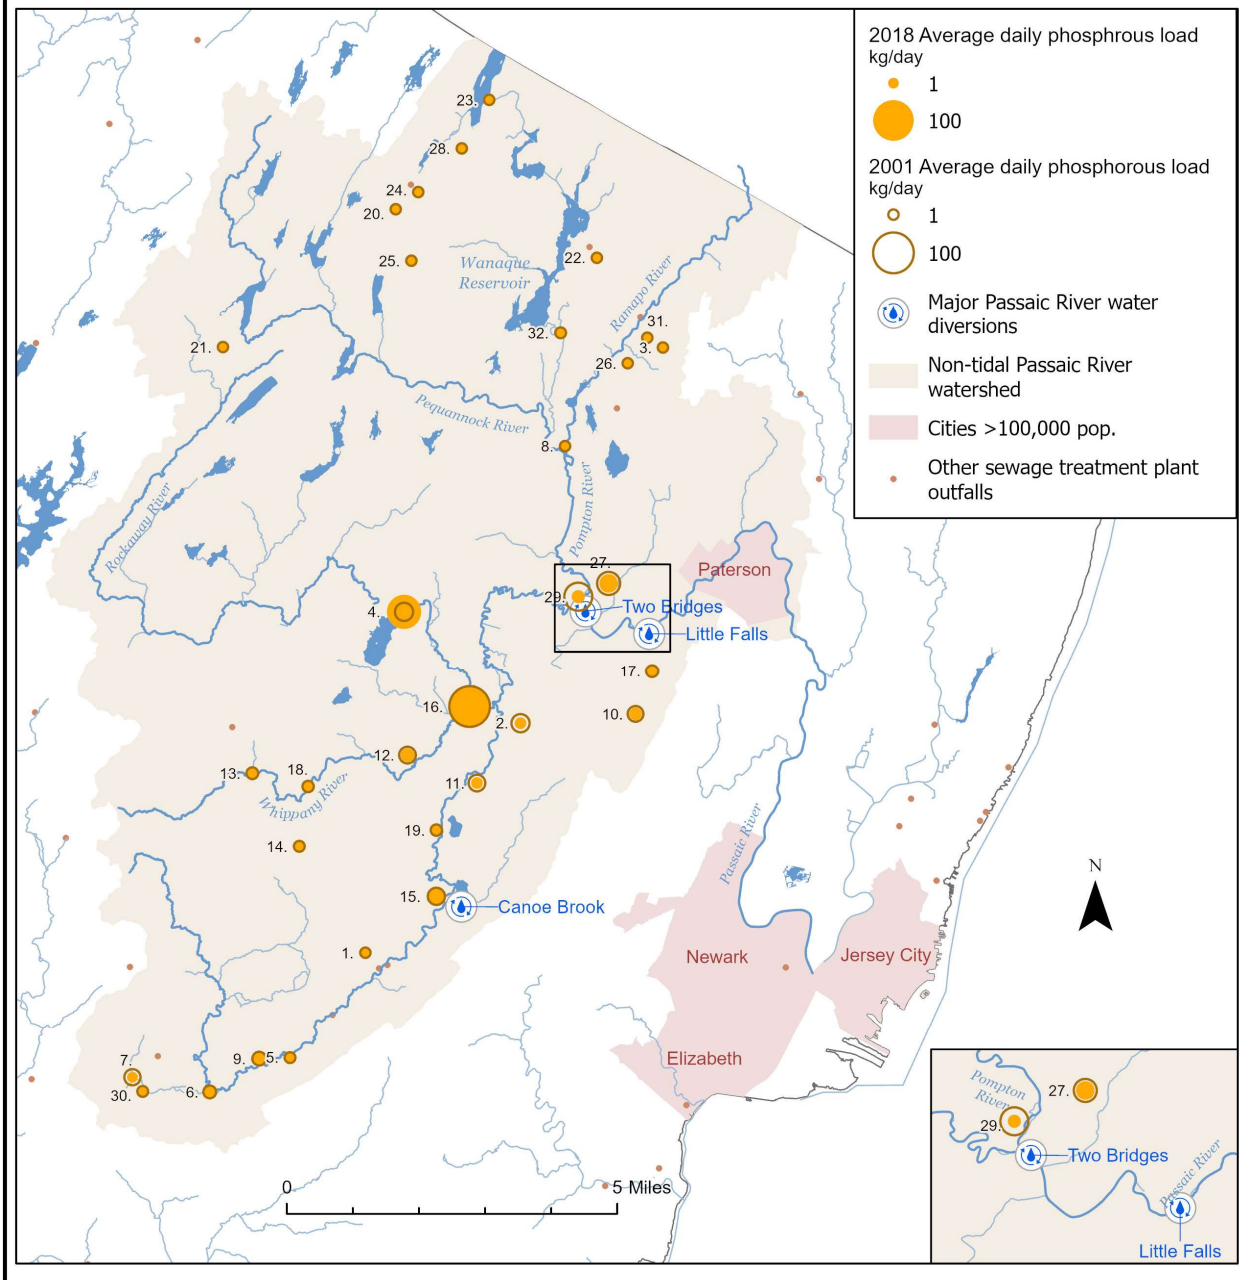 2018 Average daily phosphrous load
kg/day
1
100
2001 Average daily phosphorous load
kg/day
1
100
Major Passaic River water
diversions
Non-tidal Passaic River
watershed
Cities >100,000 pop.
Other sewage treatment plant
outfalls
23.
28.
24.
20.
25.
22.
Wanaque
Reservoir
Ramapo River
31.
32.
3.
21.
26.
Pequannock River
8.
Rockaway River
Pompton River
27.
Paterson
29.
Two Bridges
4.
Little Falls
17.
16.
10.
2.
12.
13.
18.
11.
Whippany River
19.
14.
Passaic River
15.
Canoe Brook
N
1.
Newark
Jersey City
7.
9.
5.
Elizabeth
30.
6.
Pompton
River
27.
29.
Two Bridges
Passaic River
Little Falls
0
5 Miles